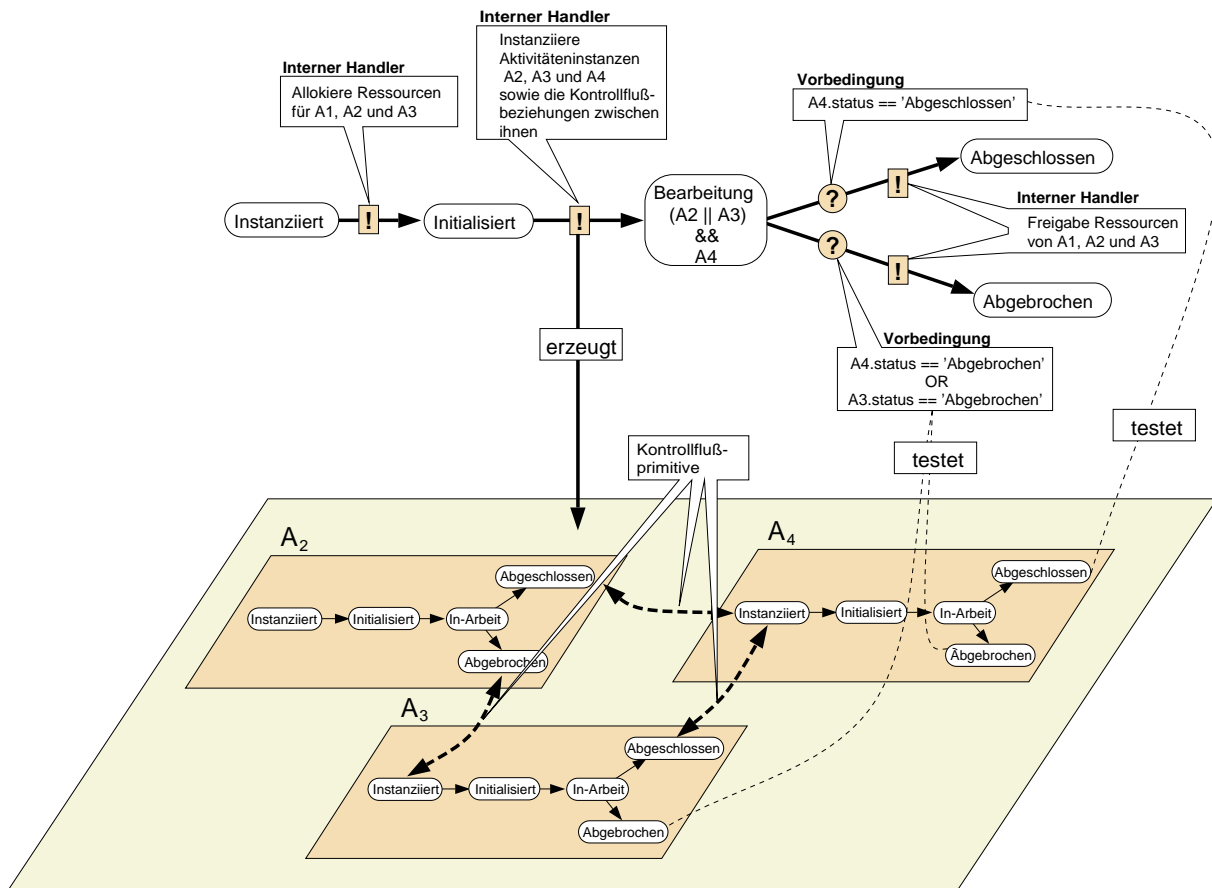 Interner Handler
Instanziiere
Aktivitäteninstanzen
A2, A3 und A4
sowie die Kontrollfluß-
beziehungen zwischen
ihnen
Interner Handler
Allokiere Ressourcen
für A1, A2 und A3
Vorbedingung
A4.status == 'Abgeschlossen'
Instanziiert
!
Initialisiert
!
Bearbeitung
(A2 || A3)
&&
A4
?
!
Abgeschlossen
Interner Handler
Freigabe Ressourcen
von A1, A2 und A3
?
!
Abgebrochen
erzeugt
Vorbedingung
A4.status == 'Abgebrochen'
OR
A3.status == 'Abgebrochen'
testet
testet
Kontrollfluß-
primitive
A2
Instanziiert
Initialisiert
In-Arbeit
Abgeschlossen
Abgebrochen
A4
Instanziiert
Initialisiert
In-Arbeit
Abgeschlossen
Ãbgebrochen
A3
Instanziiert
Initialisiert
In-Arbeit
Abgeschlossen
Abgebrochen